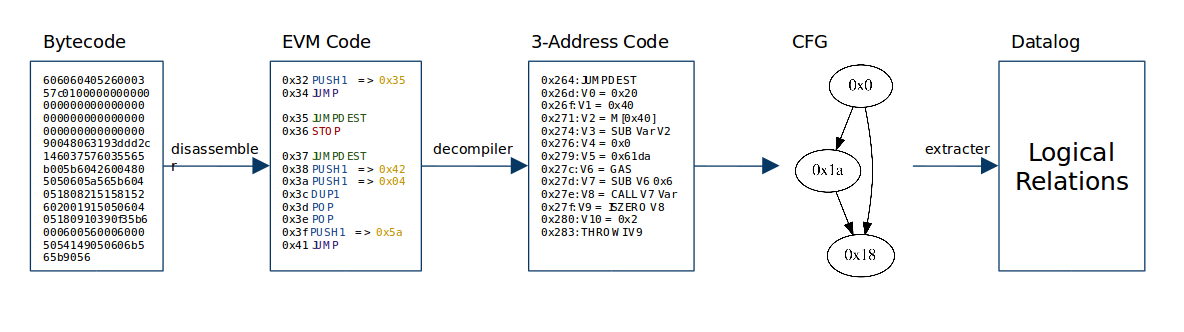 Bytecode
606060405260003
57c0100000000000
000000000000000
000000000000000
000000000000000
90048063193ddd2c
146037576035565
b005b6042600480
5050605a565b604
051808215158152
602001915050604
05180910390f35b6
000600560006000
5054149050606b5
65b9056
disassemble
r
EVM Code
0x32 PUSH1 => 0x35
0x34 JUMP
0x35 JUMPDEST
0x36 STOP
0x37 JUMPDEST
0x38 PUSH1 => 0x42
0x3a PUSH1 => 0x04
0x3c DUP1
0x3d POP
0x3e POP
0x3f PUSH1 => 0x5a
0x41 JUMP
decompiler
3-Address Code
0x264: JUMPDEST
0x26d: V0 = 0x20
0x26f: V1 = 0x40
0x271: V2 = M[0x40]
0x274: V3 = SUB Var V2
0x276: V4 = 0x0
0x279: V5 = 0x61da
0x27c: V6 = GAS
0x27d: V7 = SUB V6 0x6
0x27e: V8 = CALL V7 Var
0x27f: V9 = ISZERO V8
0x280: V10 = 0x2
0x283: THROWI V9
CFG
0x0
0x1a
0x18
extracter
Datalog
Logical
Relations